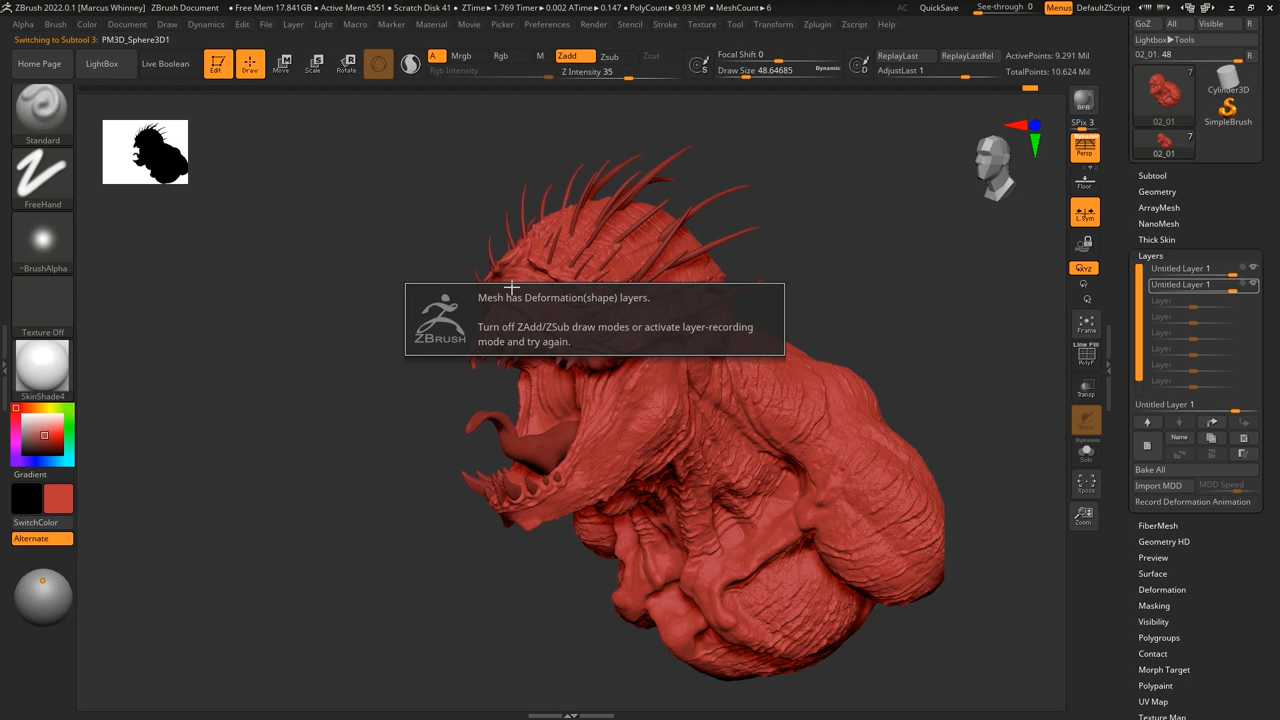 ZBrush 2022.0.1 [Marcus Whinney] ZBrush Document • Free Mem 17.841GB • Active Mem 4551 • Scratch Disk 41 • ZTime►1.769 Timer►0.002 ATime►0.147 • PolyCount►9.93 MP • MeshCount►6 AC QuickSave See-through 0 Menus DefaultZScript
Alpha Brush Color Document Draw Dynamics Edit File Layer Light Macro Marker Material Movie Picker Preferences Render Stencil Stroke Texture Tool Transform Zplugin Zscript Help
Switching to Subtool 3: PM3D_Sphere3D1
Home Page LightBox Live Boolean Edit Draw Move Scale Rotate
A Mrgb Rgb M Zadd Zsub Zcut
Rgb Intensity Z Intensity 35
Focal Shift 0
Draw Size 48.64685 Dynamic
S D
ReplayLast ReplayLastRel ActivePoints: 9.291 Mil
AdjustLast 1 TotalPoints: 10.624 Mil
Standard
FreeHand
~BrushAlpha
Texture Off
SkinShade4
Gradient
SwitchColor
Alternate
Mesh has Deformation(shape) layers.
Turn off ZAdd/ZSub draw modes or activate layer-recording
mode and try again.
ZBRUSH
BPR
SPix 3
Dynamic
Persp
Floor
L.Sym
XYZ
Frame
Line Fill
PolyF
Transp
Dynamic
Solo
Xpose
Zoom
GoZ All Visible R
Lightbox►Tools
02_01. 48 R
7
02_01
Cylinder3D
SimpleBrush
7
02_01
Subtool
Geometry
ArrayMesh
NanoMesh
Thick Skin
Layers
Untitled Layer 1
Untitled Layer 1
Layer
Layer
Layer
Layer
Layer
Layer
Untitled Layer 1
Name
Bake All
Import MDD MDD Speed
Record Deformation Animation
FiberMesh
Geometry HD
Preview
Surface
Deformation
Masking
Visibility
Polygroups
Contact
Morph Target
Polypaint
UV Map
Texture Map